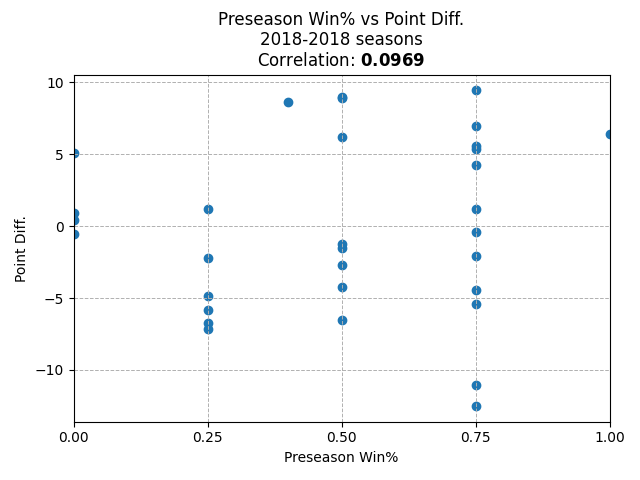 Preseason Win% vs Point Diff.
2018-2018 seasons
Correlation: 0.0969
10
5
0
−5
−10
Point Diff.
0.00 0.25 0.50 0.75 1.00
Preseason Win%